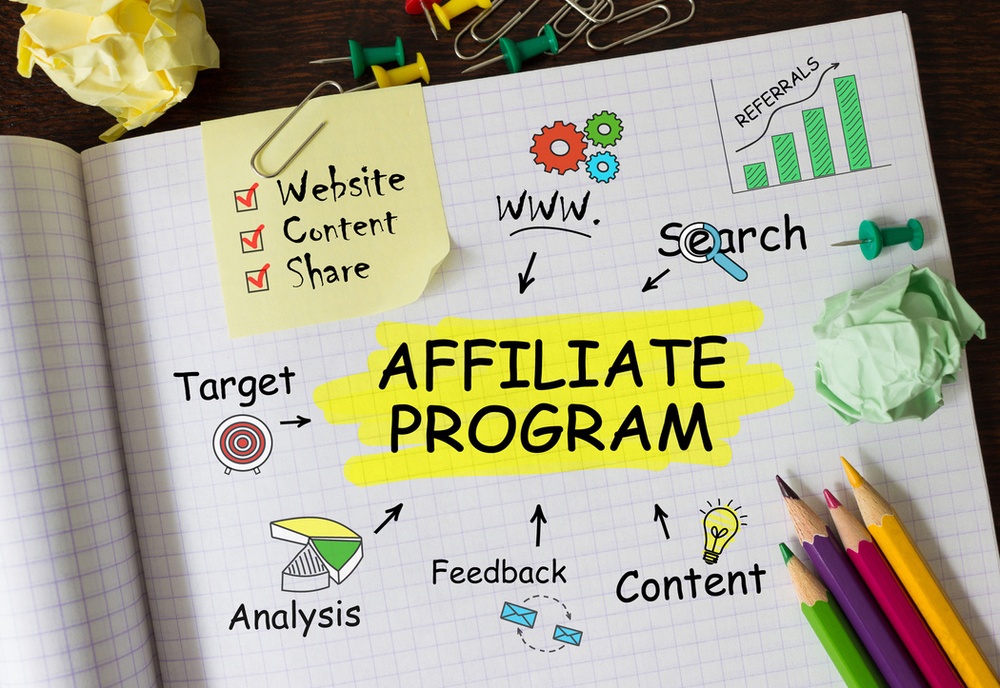 Website
Content
Share
WWW.
REFERRALS
Search
Target
AFFILIATE
PROGRAM
Analysis
Feedback
Content